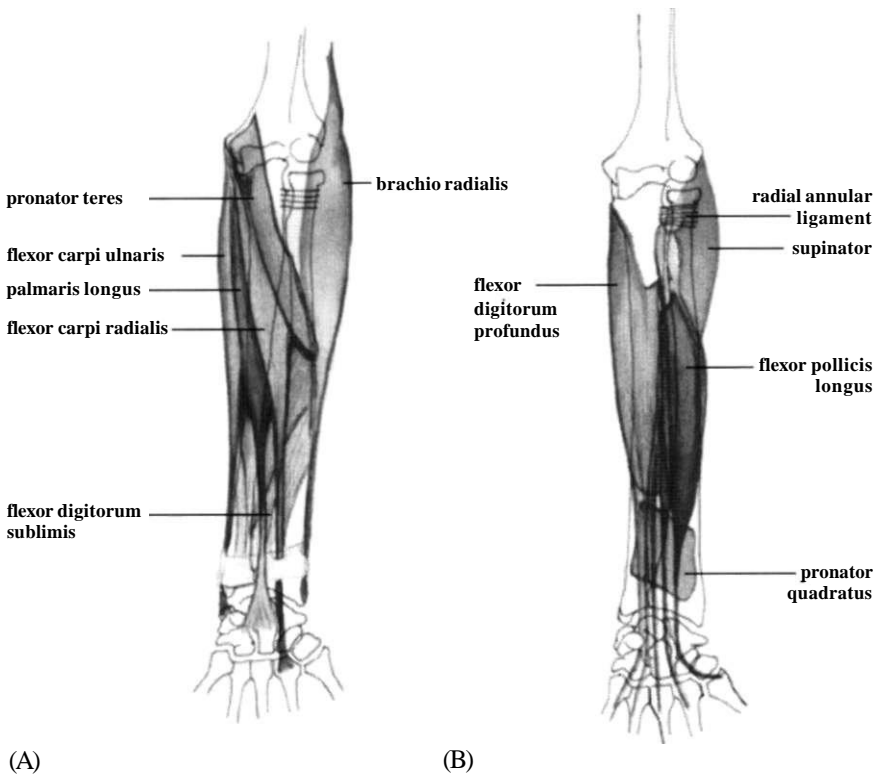 pronator teres
flexor carpi ulnaris
palmaris longus
flexor carpi radialis
flexor digitorum
sublimis
brachio radialis
(A)
radial annular
ligament
supinator
flexor
digitorum
profundus
flexor pollicis
longus
pronator
quadratus
(B)